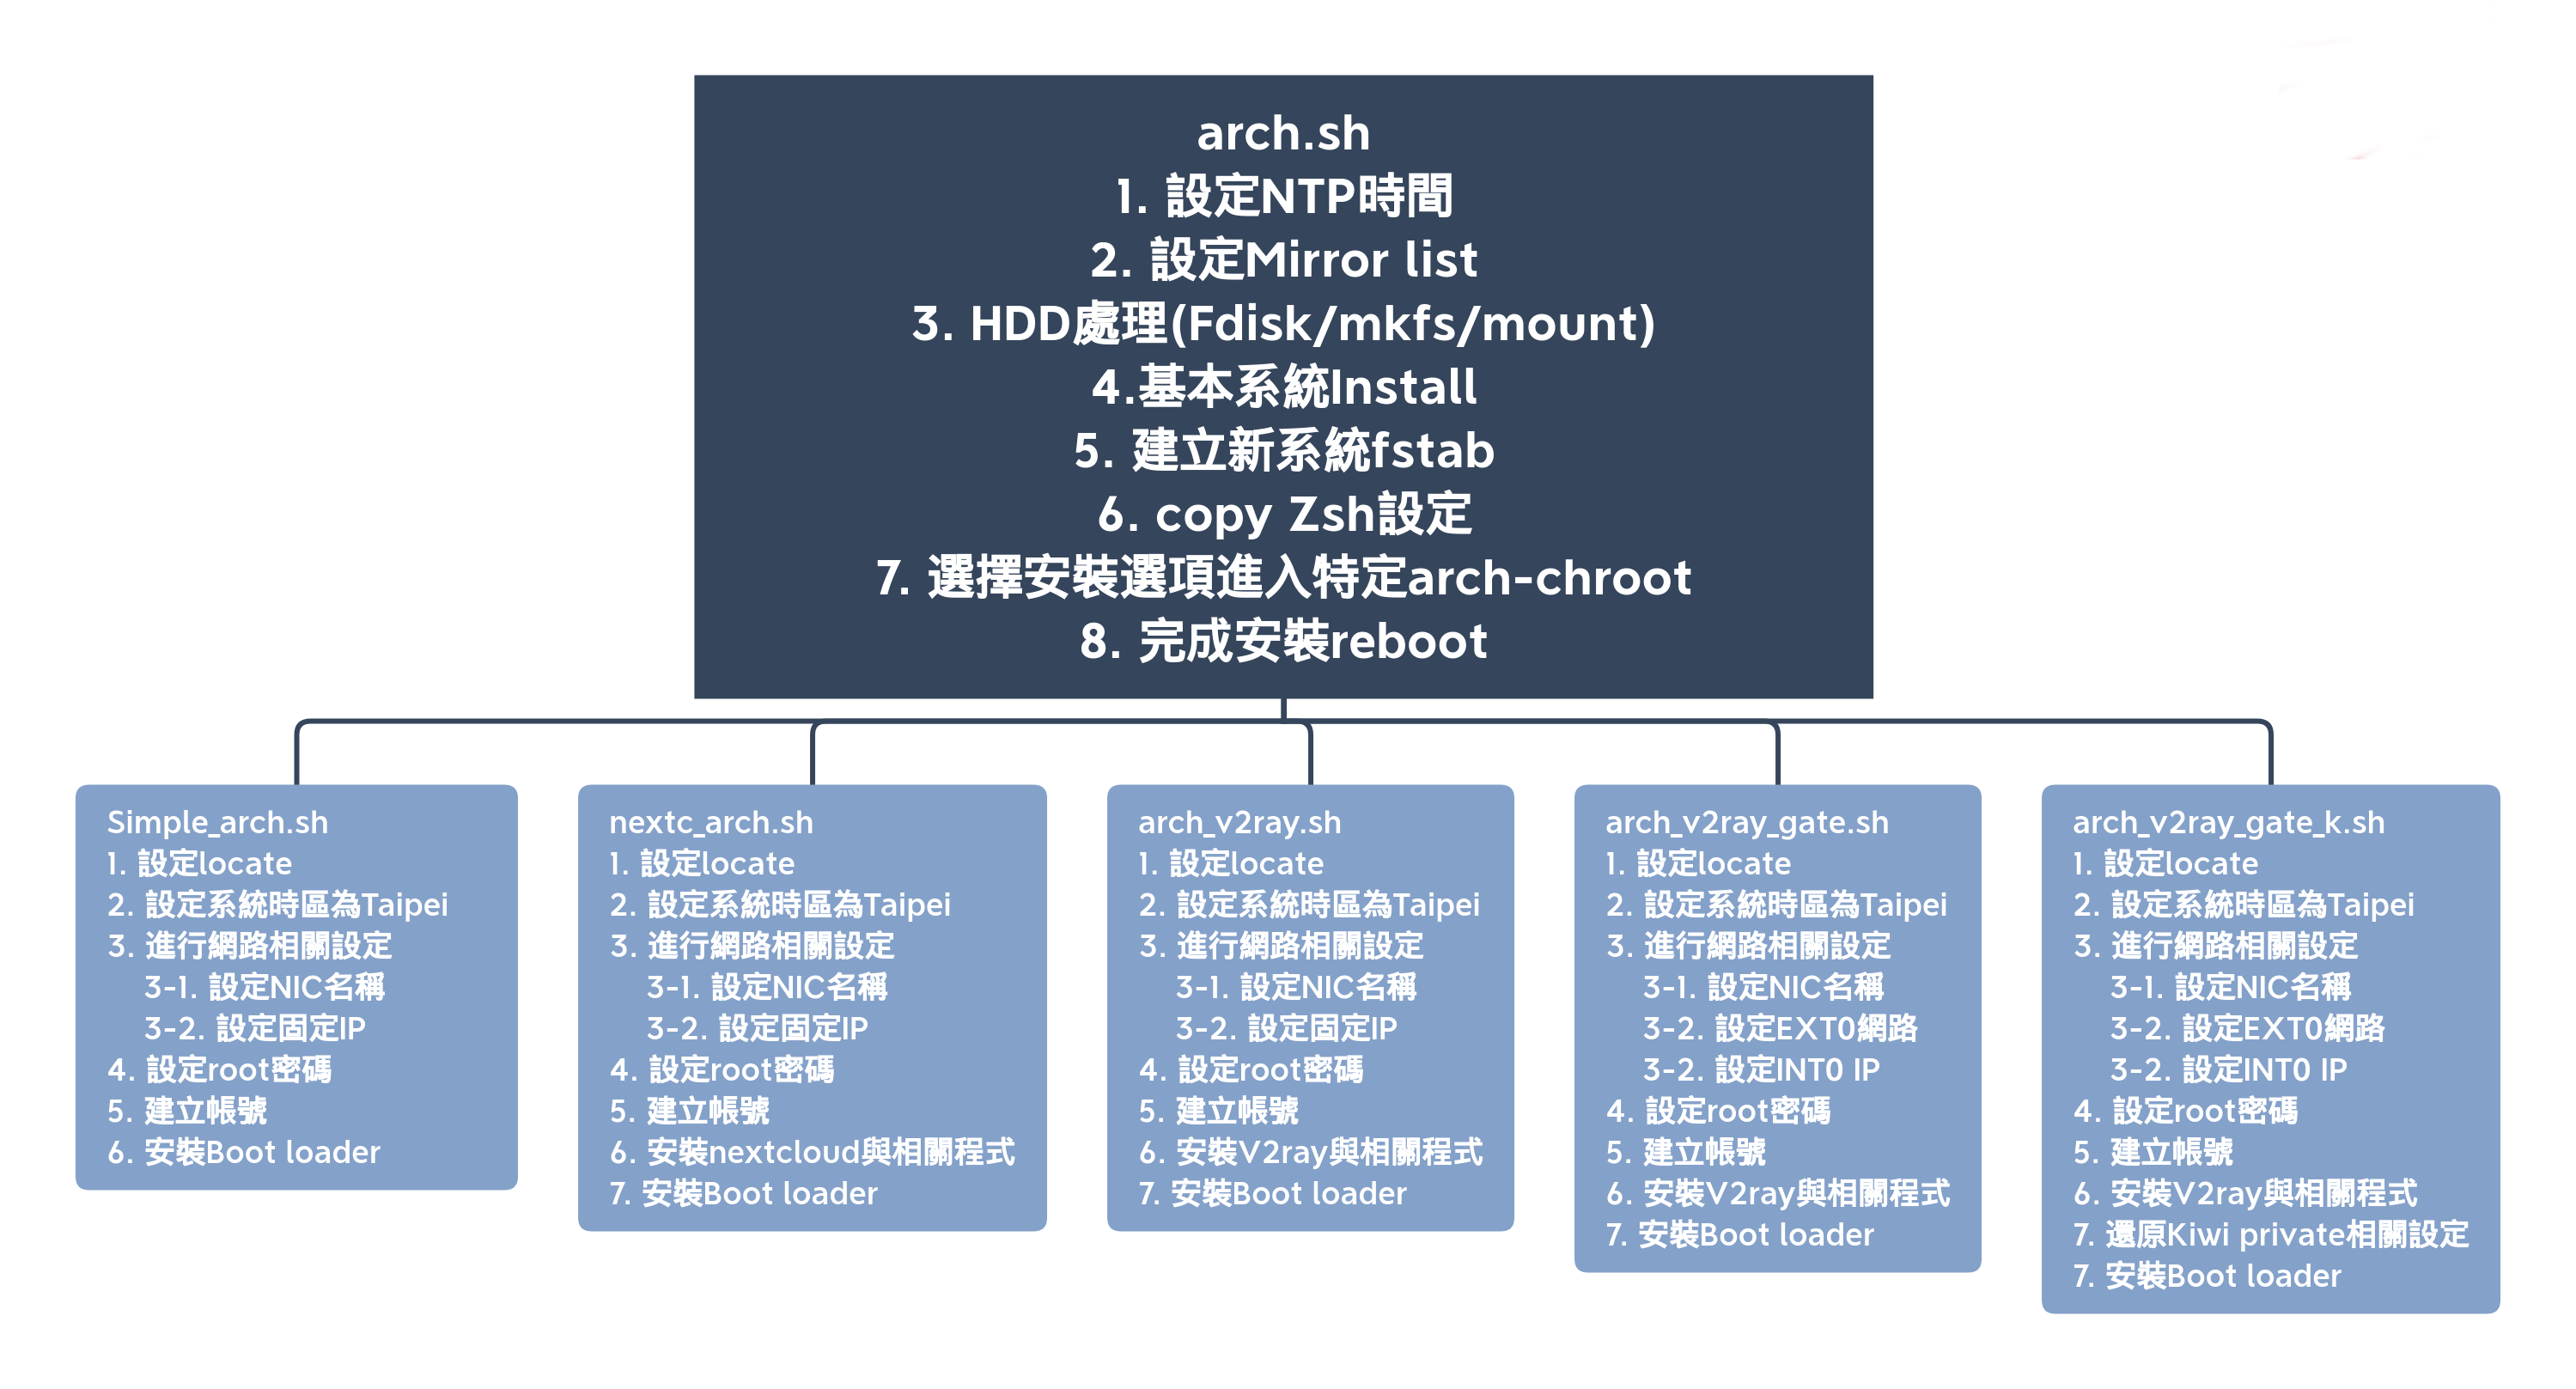 arch.sh
1. 設定NTP時間
2. 設定Mirror list
3. HDD處理(Fdisk/mkfs/mount)
4.基本系統Install
5. 建立新系統fstab
6. copy Zsh設定
7. 選擇安裝選項進入特定arch-chroot
8. 完成安裝reboot
Simple_arch.sh
1. 設定locate
2. 設定系統時區為Taipei
3. 進行網路相關設定
3-1. 設定NIC名稱
3-2. 設定固定IP
4. 設定root密碼
5. 建立帳號
6. 安裝Boot loader
nextc_arch.sh
1. 設定locate
2. 設定系統時區為Taipei
3. 進行網路相關設定
3-1. 設定NIC名稱
3-2. 設定固定IP
4. 設定root密碼
5. 建立帳號
6. 安裝nextcloud與相關程式
7. 安裝Boot loader
arch_v2ray.sh
1. 設定locate
2. 設定系統時區為Taipei
3. 進行網路相關設定
3-1. 設定NIC名稱
3-2. 設定固定IP
4. 設定root密碼
5. 建立帳號
6. 安裝V2ray與相關程式
7. 安裝Boot loader
arch_v2ray_gate.sh
1. 設定locate
2. 設定系統時區為Taipei
3. 進行網路相關設定
3-1. 設定NIC名稱
3-2. 設定EXT0網路
3-2. 設定INT0 IP
4. 設定root密碼
5. 建立帳號
6. 安裝V2ray與相關程式
7. 安裝Boot loader
arch_v2ray_gate_k.sh
1. 設定locate
2. 設定系統時區為Taipei
3. 進行網路相關設定
3-1. 設定NIC名稱
3-2. 設定EXT0網路
3-2. 設定INT0 IP
4. 設定root密碼
5. 建立帳號
6. 安裝V2ray與相關程式
7. 還原Kiwi private相關設定
7. 安裝Boot loader